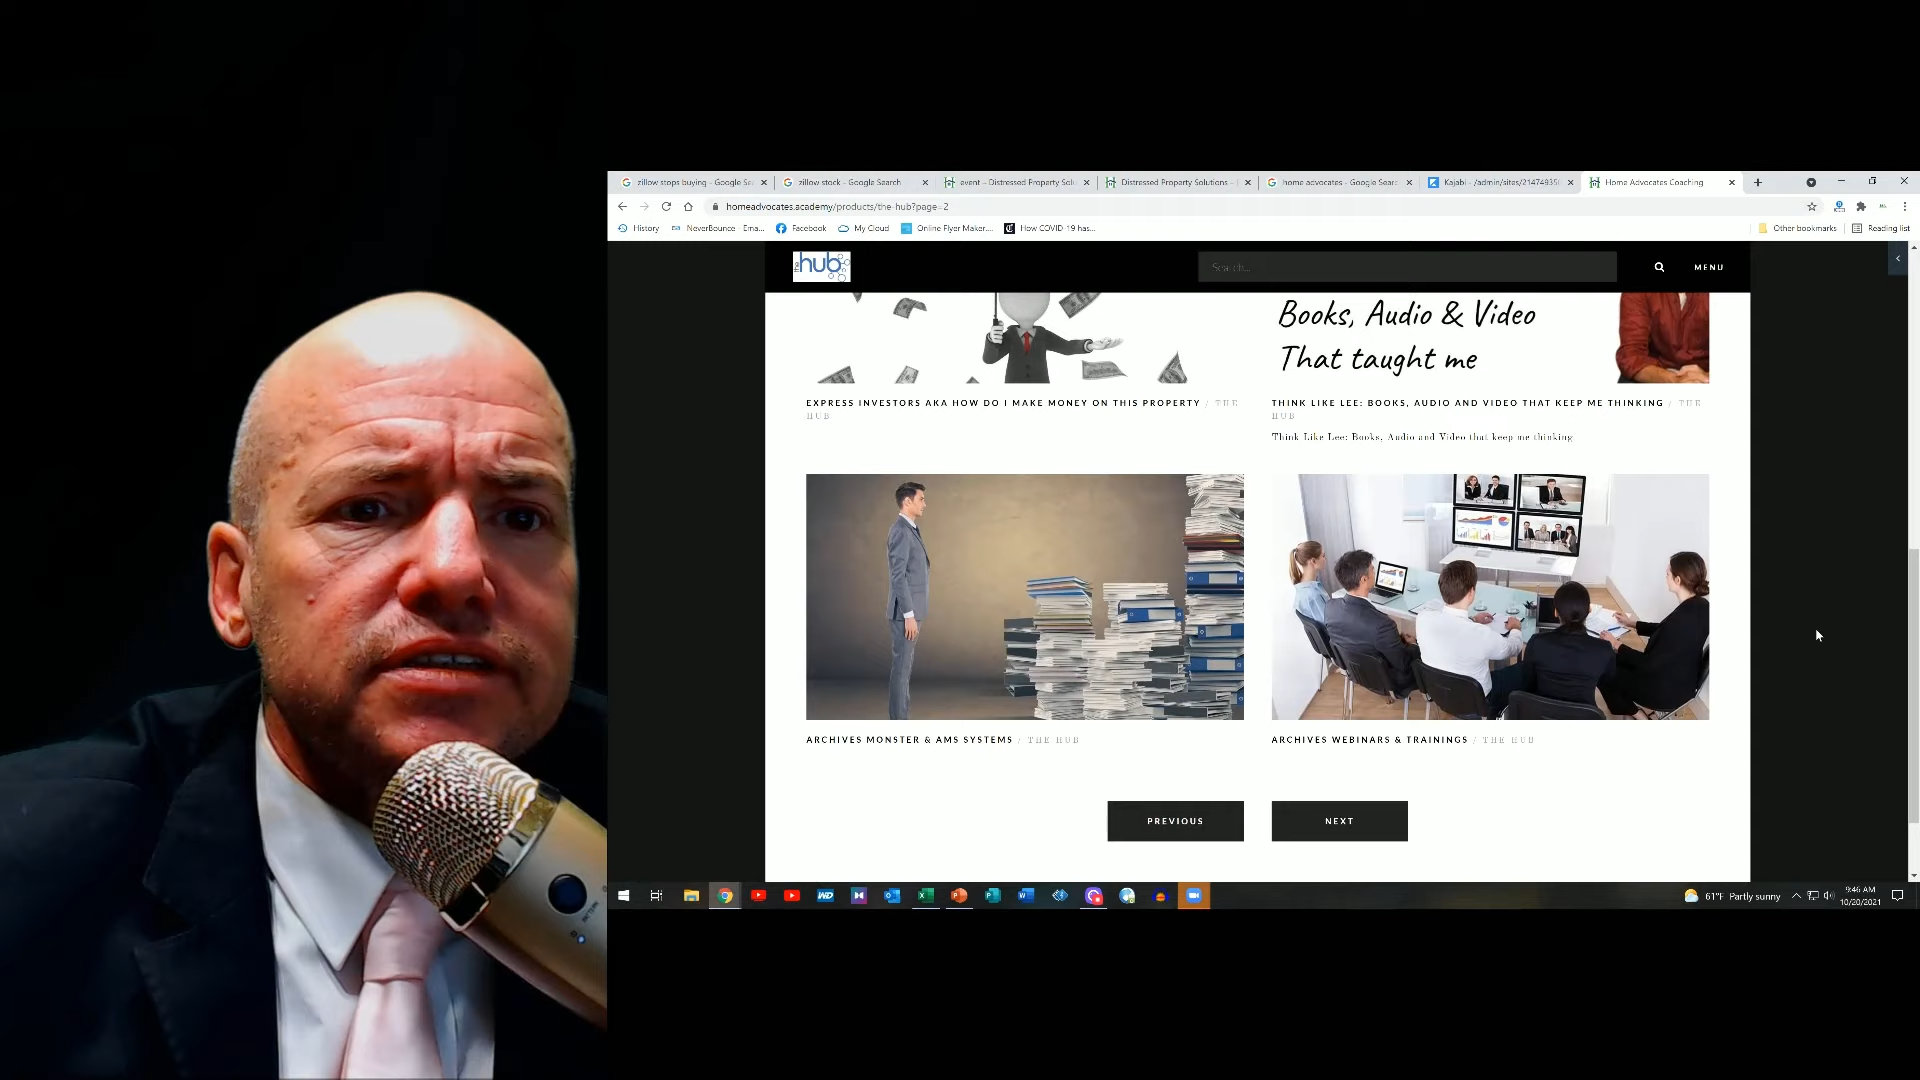 zillow stops buying - Google Se
zillow stock - Google Search
event – Distressed Property Solu
Distressed Property Solutions –
home advocates - Google Searc
Kajabi - /admin/sites/214749350
Home Advocates Coaching
homeadvocates.academy/products/the-hub?page=2
History
NeverBounce - Ema...
Facebook
My Cloud
Online Flyer Maker:...
How COVID-19 has...
Other bookmarks
Reading list
the hub
Search...
MENU
Books, Audio & Video
That taught me
EXPRESS INVESTORS AKA HOW DO I MAKE MONEY ON THIS PROPERTY / THE
HUB
THINK LIKE LEE: BOOKS, AUDIO AND VIDEO THAT KEEP ME THINKING / THE
HUB
Think Like Lee: Books, Audio and Video that keep me thinking
ARCHIVES MONSTER & AMS SYSTEMS / THE HUB
ARCHIVES WEBINARS & TRAININGS / THE HUB
PREVIOUS
NEXT
WD
61°F Partly sunny
9:46 AM
10/20/2021